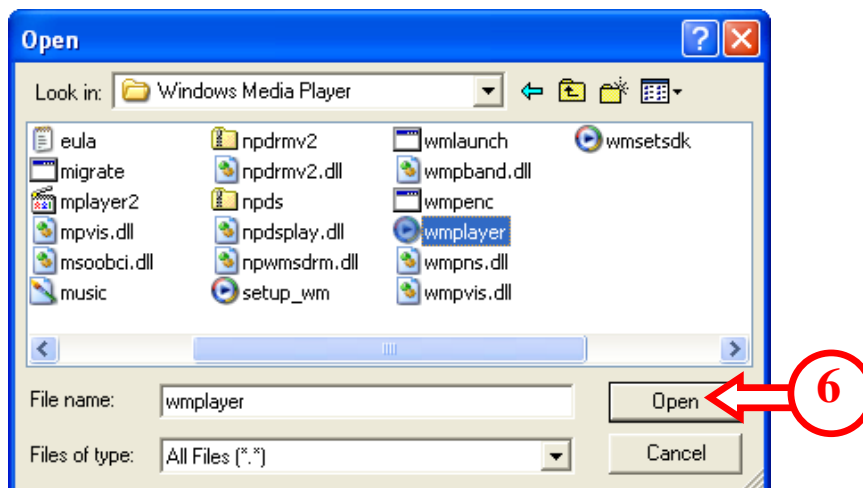 Open
Look in: Windows Media Player
eula npdrmv2 wmlaunch wmsetsdk
migrate npdrmv2.dll wmpband.dll
mplayer2 npds wmpenc
mpvis.dll npdsplay.dll wmplayer
msoobci.dll npwmsdrm.dll wmpns.dll
music setup_wm wmpvis.dll
File name: wmplayer Open 6
Files of type: All Files (*.*) Cancel